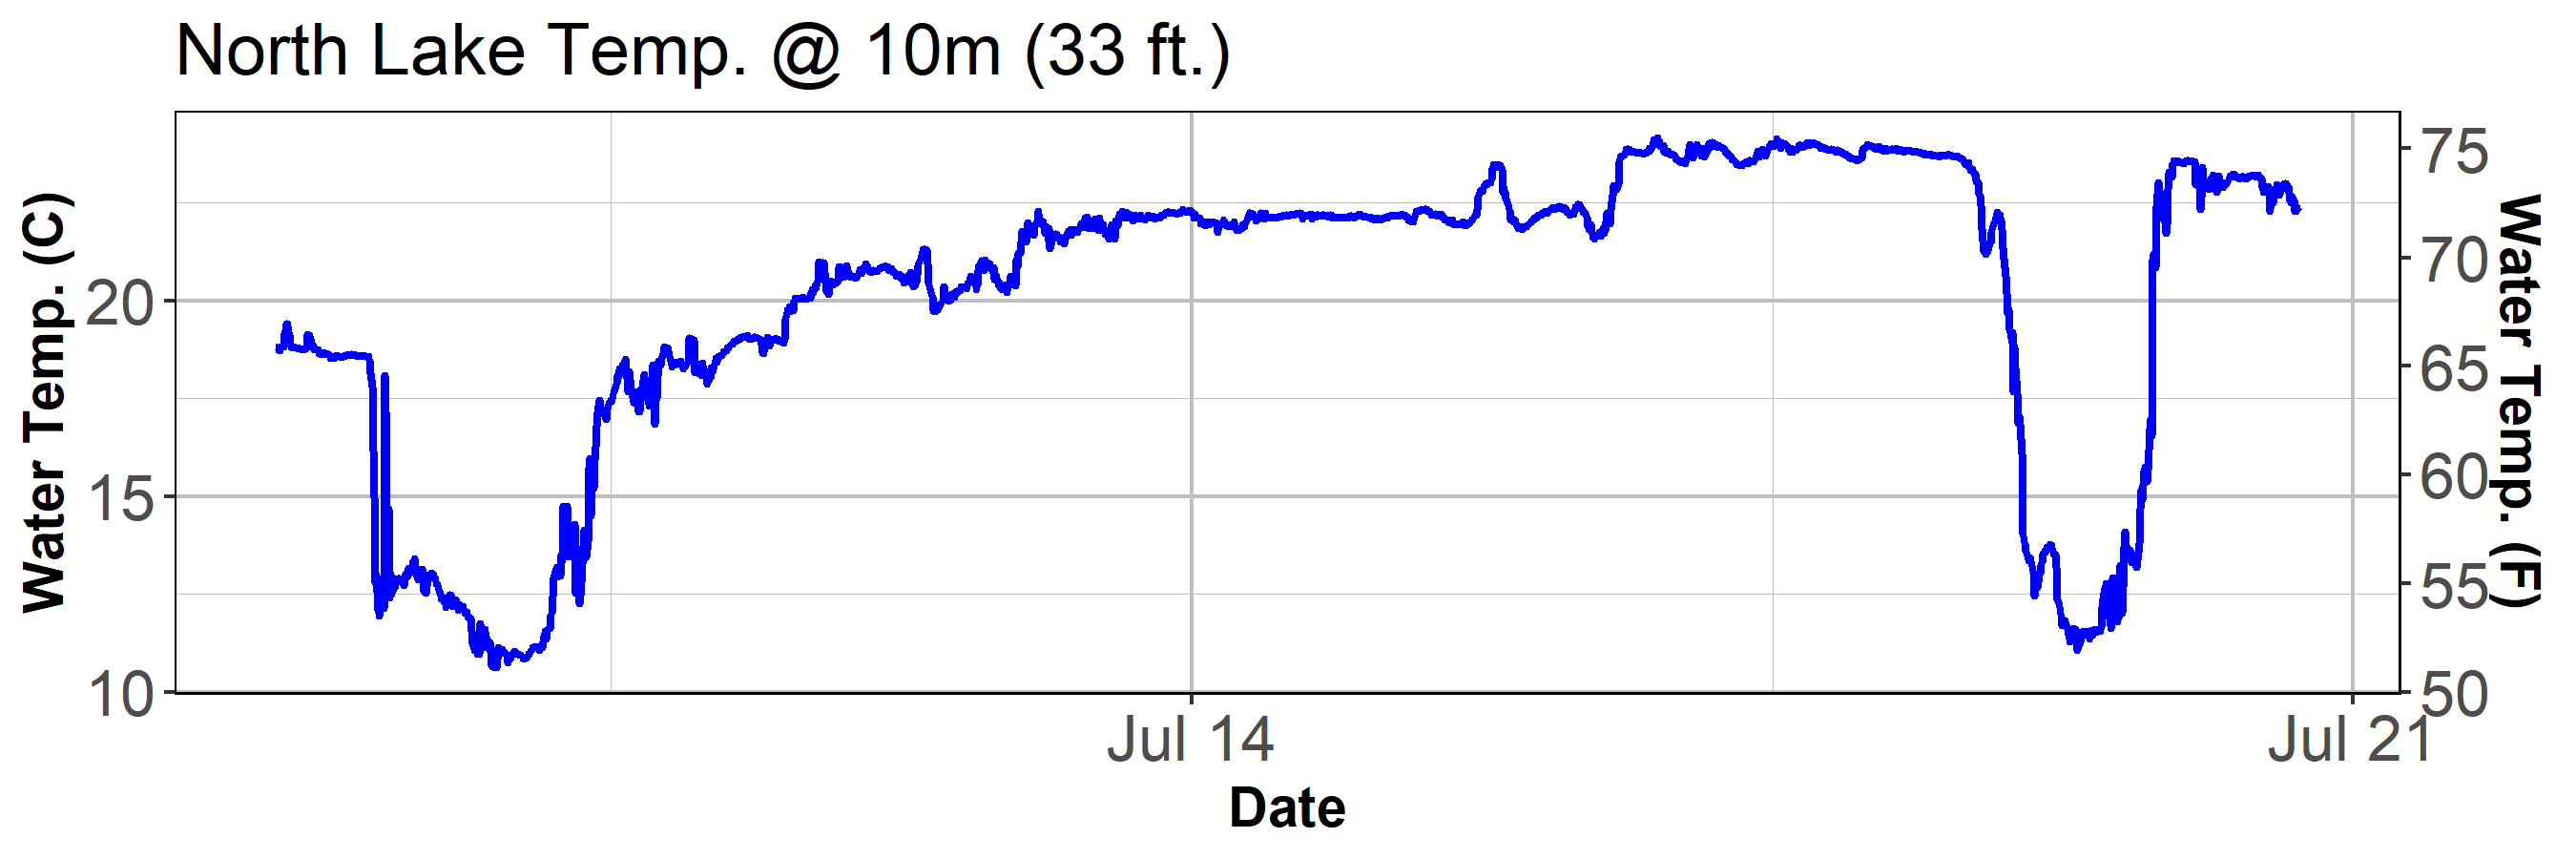 North Lake Temp. @ 10m (33 ft.)
Water Temp. (C)
20
15
10
75
70
65
60
55
50
Water Temp. (F)
Jul 14
Jul 21
Date